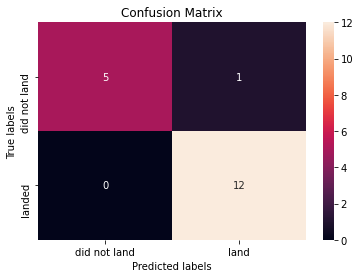 Confusion Matrix
True labels
did not land
landed
5
1
0
12
did not land
land
Predicted labels
12
10
8
6
4
2
0